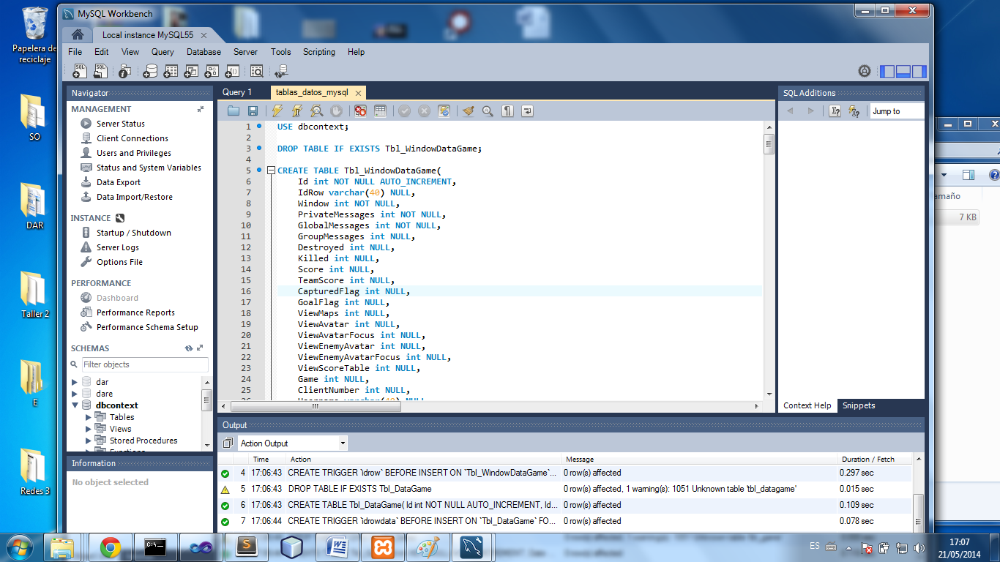 Papelera de
reciclaje
SO
DAR
Taller 2
E
Redes 3
MySQL Workbench
Local instance MySQL55
File Edit View Query Database Server Tools Scripting Help
Navigator
MANAGEMENT
Server Status
Client Connections
Users and Privileges
Status and System Variables
Data Export
Data Import/Restore
INSTANCE
Startup / Shutdown
Server Logs
Options File
PERFORMANCE
Dashboard
Performance Reports
Performance Schema Setup
SCHEMAS
Filter objects
dar
dare
dbcontext
Tables
Views
Stored Procedures
Functions
Information
No object selected
Query 1 tablas_datos_mysql
1 USE dbcontext;
2
3 DROP TABLE IF EXISTS Tbl_WindowDataGame;
4
5 CREATE TABLE Tbl_WindowDataGame(
6 Id int NOT NULL AUTO_INCREMENT,
7 IdRow varchar(40) NULL,
8 Window int NOT NULL,
9 PrivateMessages int NOT NULL,
10 GlobalMessages int NOT NULL,
11 GroupMessages int NULL,
12 Destroyed int NULL,
13 Killed int NULL,
14 Score int NULL,
15 TeamScore int NULL,
16 CapturedFlag int NULL,
17 GoalFlag int NULL,
18 ViewMaps int NULL,
19 ViewAvatar int NULL,
20 ViewAvatarFocus int NULL,
21 ViewEnemyAvatar int NULL,
22 ViewEnemyAvatarFocus int NULL,
23 ViewScoreTable int NULL,
24 Game int NULL,
25 ClientNumber int NULL,
SQL Additions
Jump to
Context Help Snippets
Output
Action Output
Time Action Message Duration / Fetch
4 17:06:43 CREATE TRIGGER `idrow` BEFORE INSERT ON `Tbl_WindowDataGame`... 0 row(s) affected 0.297 sec
5 17:06:43 DROP TABLE IF EXISTS Tbl_DataGame 0 row(s) affected, 1 warning(s): 1051 Unknown table 'tbl_datagame' 0.015 sec
6 17:06:43 CREATE TABLE Tbl_DataGame( Id int NOT NULL AUTO_INCREMENT, Id... 0 row(s) affected 0.109 sec
7 17:06:44 CREATE TRIGGER `idrowdata` BEFORE INSERT ON `Tbl_DataGame` FO... 0 row(s) affected 0.078 sec
amaño
7 KB
ES
17:07
21/05/2014